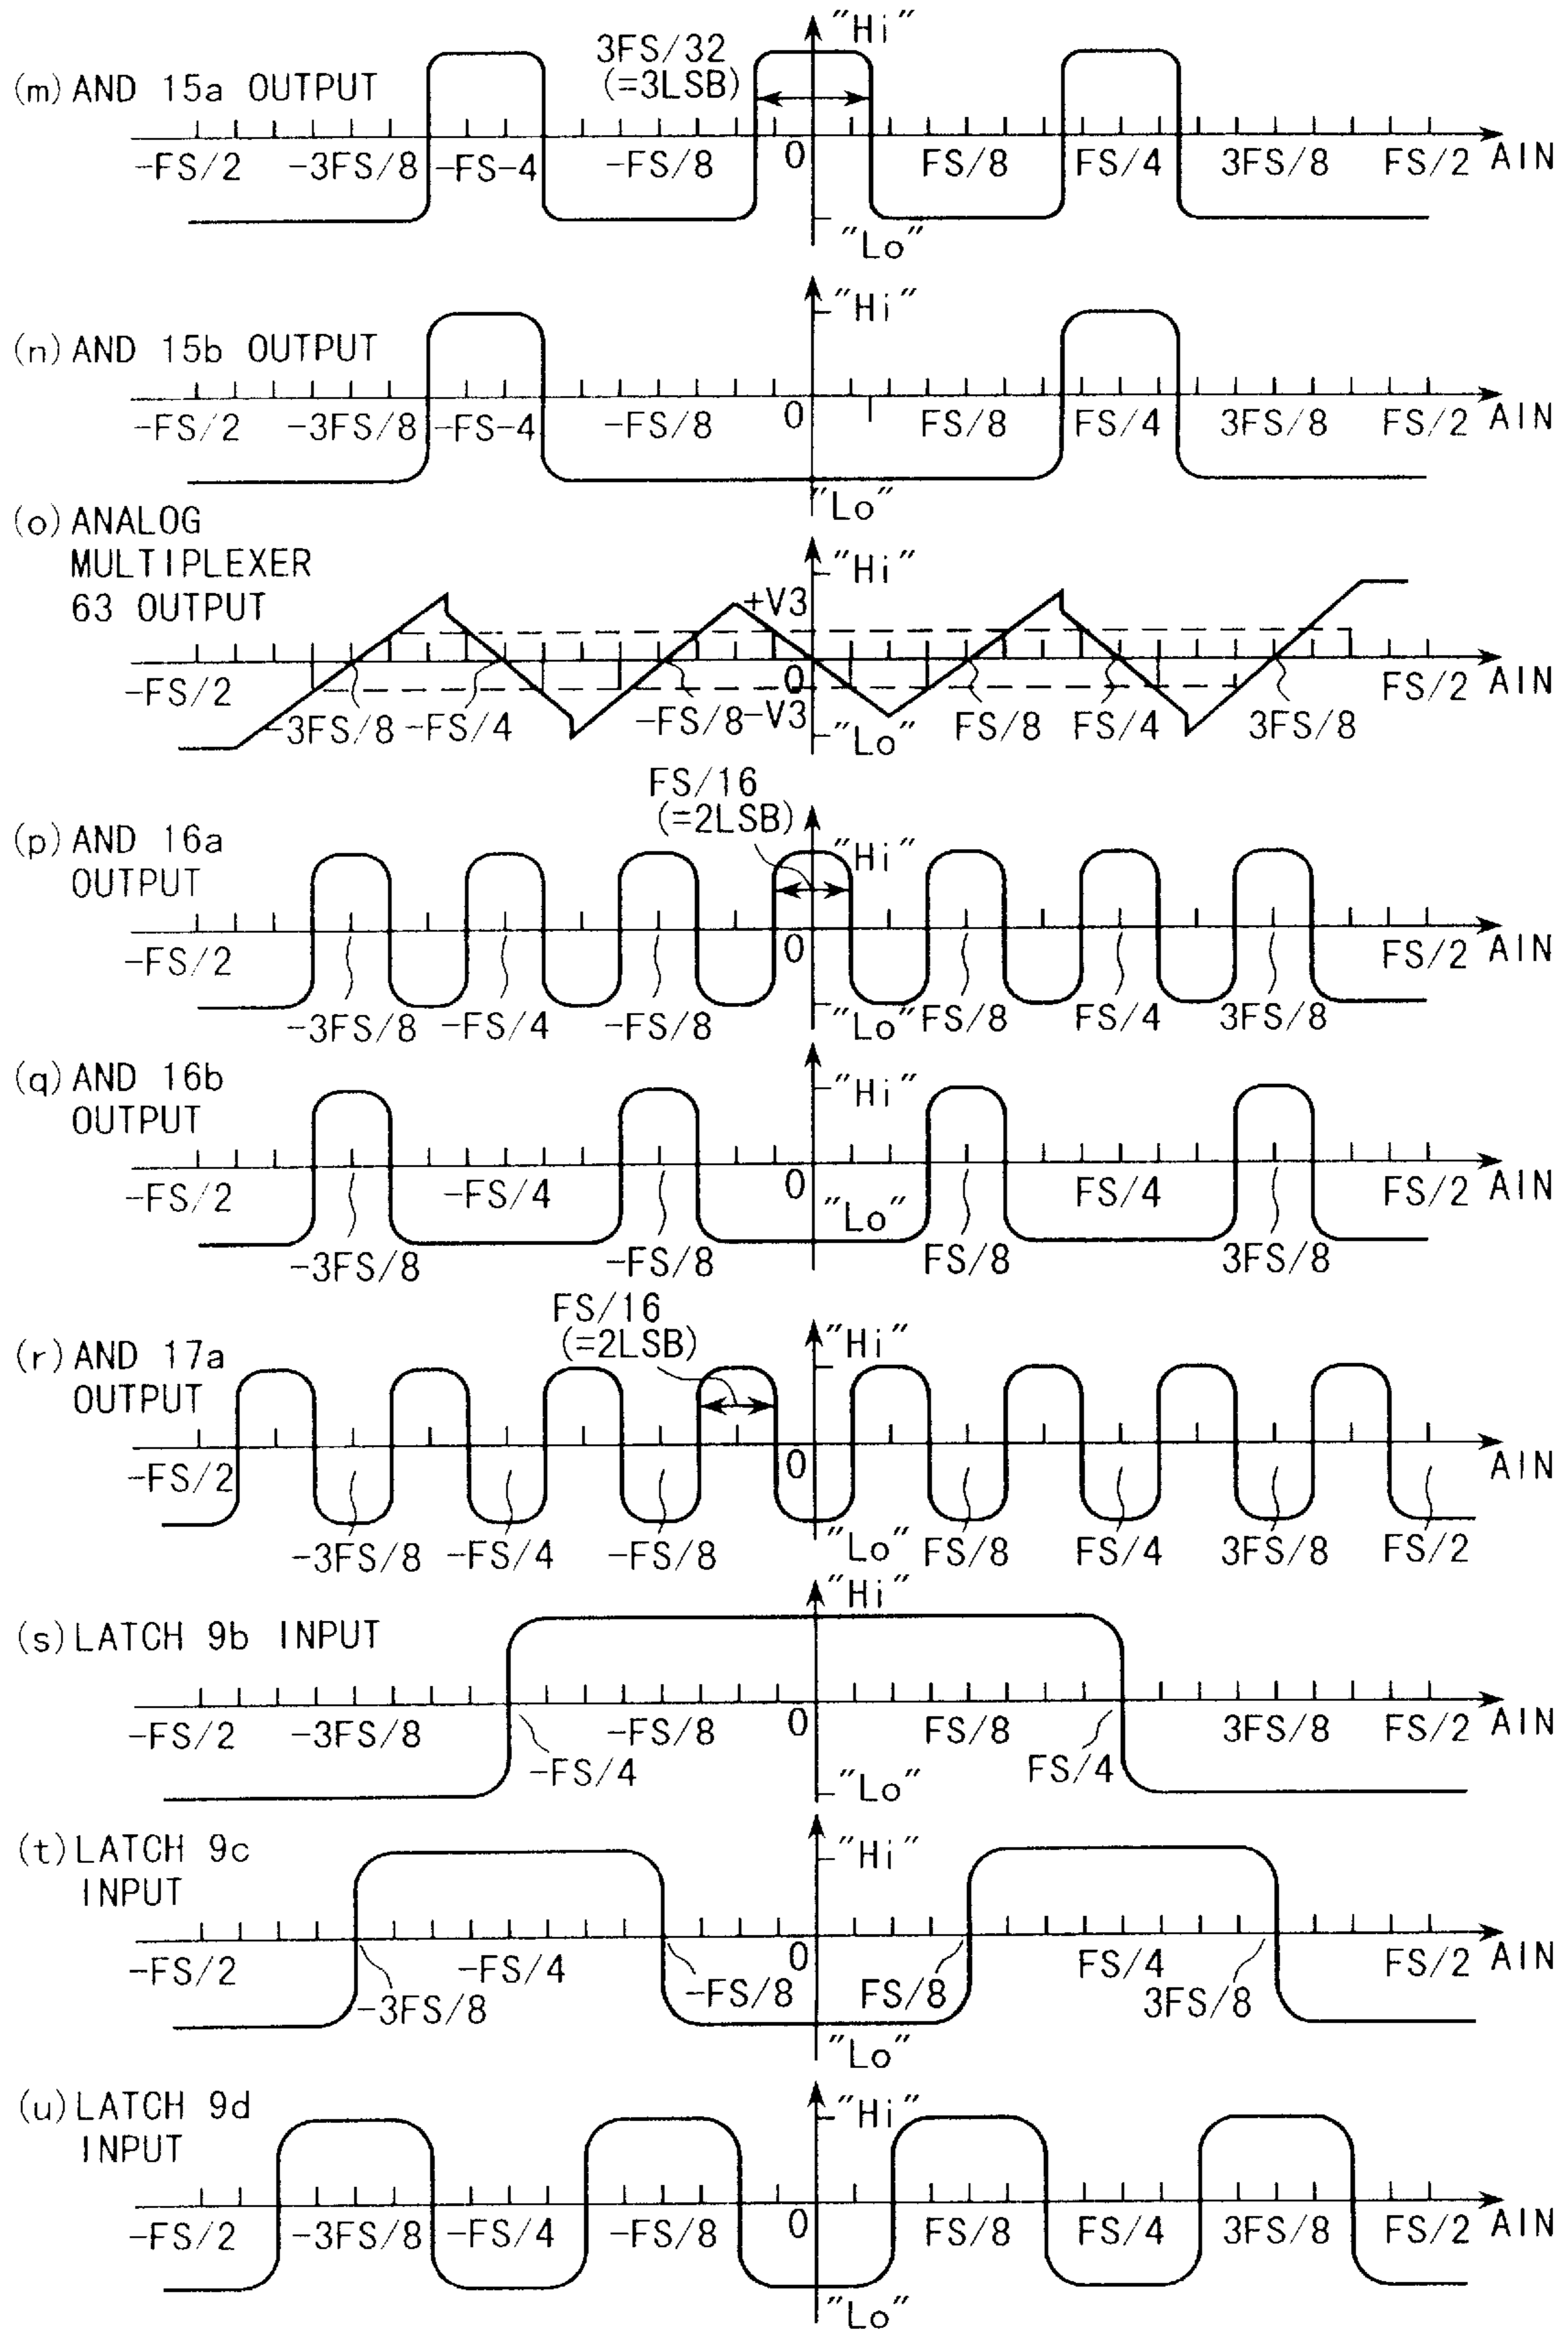 "Hi"
3FS/32
(=3LSB)
(m) AND 15a OUTPUT
-FS/2 -3FS/8 -FS-4 -FS/8 0 FS/8 FS/4 3FS/8 FS/2 AIN
"Lo"
"Hi"
(n) AND 15b OUTPUT
-FS/2 -3FS/8 -FS-4 -FS/8 0 FS/8 FS/4 3FS/8 FS/2 AIN
"Lo"
(o) ANALOG
MULTIPLEXER
63 OUTPUT
"Hi"
+V3
-FS/2 0 FS/2 AIN
-3FS/8 -FS/4 -FS/8 -V3 "Lo" FS/8 FS/4 3FS/8
FS/16
(=2LSB)
(p) AND 16a
OUTPUT
"Hi"
-FS/2 0 FS/2 AIN
-3FS/8 -FS/4 -FS/8 "Lo" FS/8 FS/4 3FS/8
(q) AND 16b
OUTPUT
"Hi"
-FS/2 -FS/4 0 "Lo" FS/4 FS/2 AIN
-3FS/8 -FS/8 FS/8 3FS/8
FS/16
(=2LSB)
(r) AND 17a
OUTPUT
"Hi"
-FS/2 0 AIN
-3FS/8 -FS/4 -FS/8 "Lo" FS/8 FS/4 3FS/8 FS/2
"Hi"
(s) LATCH 9b INPUT
-FS/2 -3FS/8 -FS/8 0 FS/8 3FS/8 FS/2 AIN
-FS/4 "Lo" FS/4
(t) LATCH 9c
INPUT
"Hi"
-FS/2 -FS/4 0 FS/4 FS/2 AIN
-3FS/8 -FS/8 FS/8 3FS/8
"Lo"
(u) LATCH 9d
INPUT
"Hi"
-FS/2 -3FS/8 -FS/4 -FS/8 0 FS/8 FS/4 3FS/8 FS/2 AIN
"Lo"